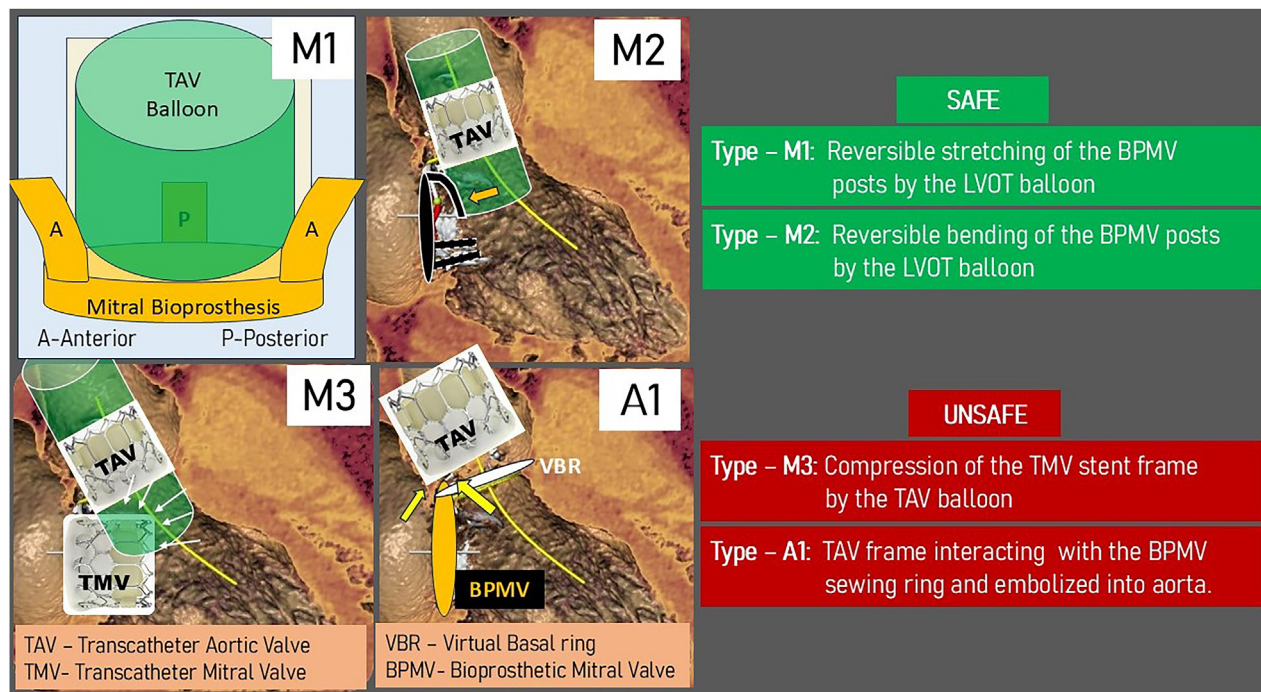 M1
TAV
Balloon
P
A
A
Mitral Bioprosthesis
A-Anterior
P-Posterior
M2
TAV
M3
TAV
TMV
TAV – Transcatheter Aortic Valve
TMV- Transcatheter Mitral Valve
A1
TAV
VBR
BPMV
VBR – Virtual Basal ring
BPMV- Bioprosthetic Mitral Valve
SAFE
Type – M1: Reversible stretching of the BPMV
posts by the LVOT balloon
Type – M2: Reversible bending of the BPMV posts
by the LVOT balloon
UNSAFE
Type – M3: Compression of the TMV stent frame
by the TAV balloon
Type – A1: TAV frame interacting with the BPMV
sewing ring and embolized into aorta.